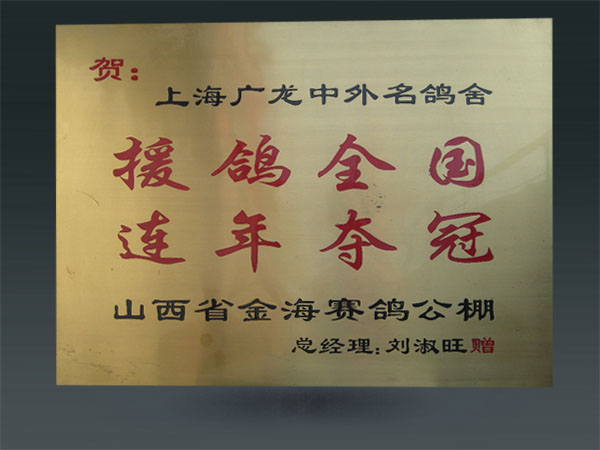 贺：
上海广龙中外名鸽舍
援鸽全国
连年夺冠
山西省金海赛鸽公棚
总经理：刘淑旺赠